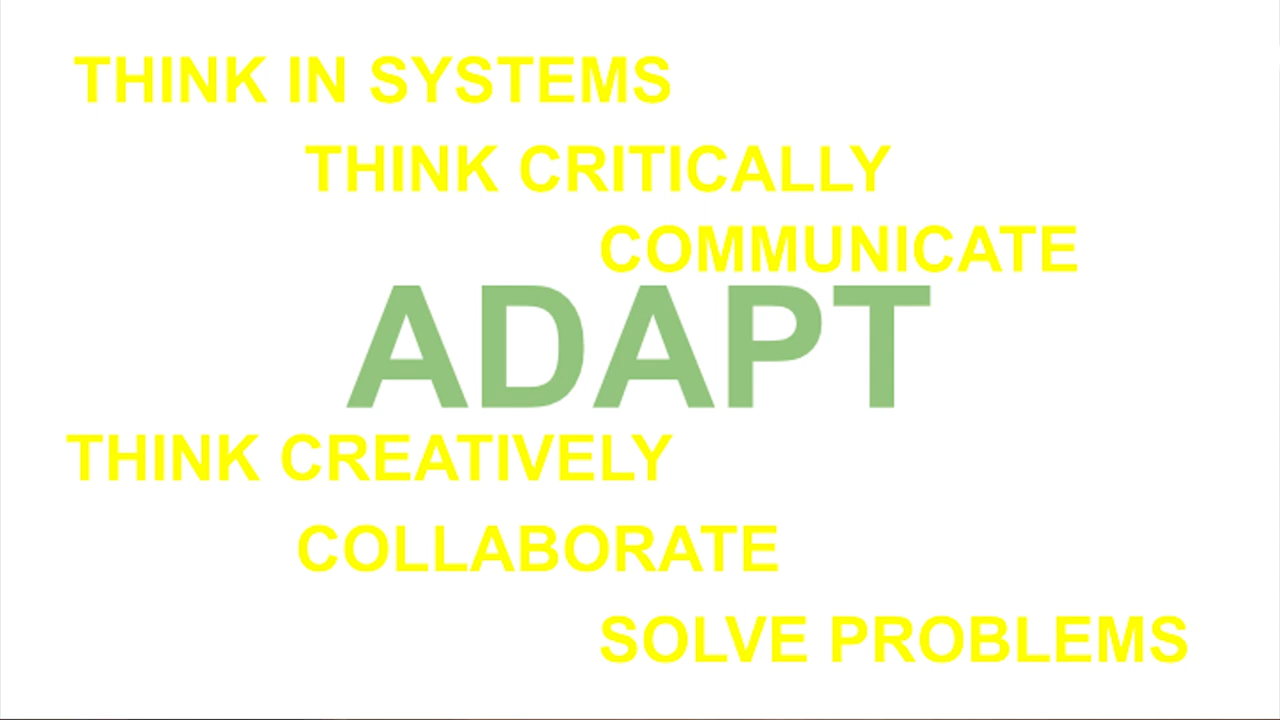 THINK IN SYSTEMS
THINK CRITICALLY
COMMUNICATE
ADAPT
THINK CREATIVELY
COLLABORATE
SOLVE PROBLEMS